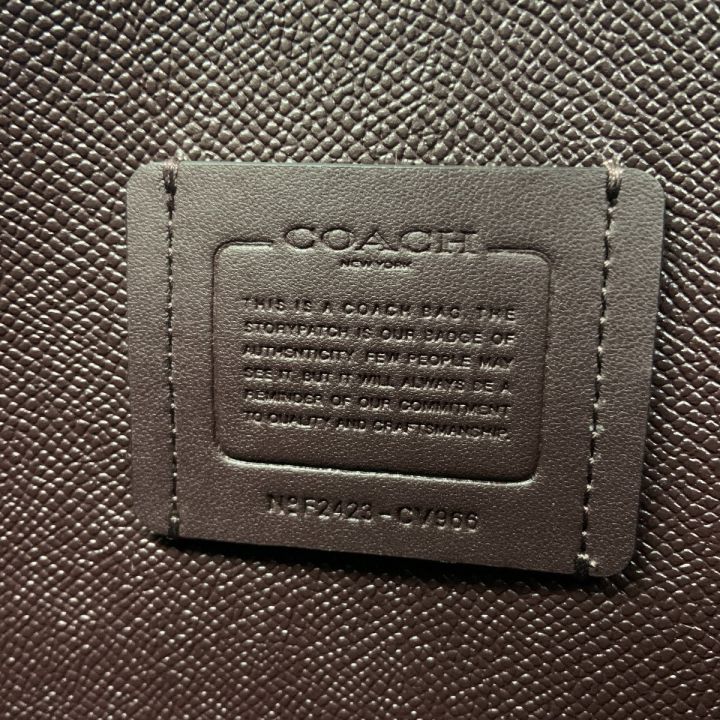 COACH
NEW YORK
THIS IS A COACH BAG. THE
STORYPATCH IS OUR BADGE OF
AUTHENTICITY. FEW PEOPLE MAY
SEE IT. BUT IT WILL ALWAYS BE A
REMINDER OF OUR COMMITMENT
TO QUALITY AND CRAFTSMANSHIP.
Nº F2423-CV966